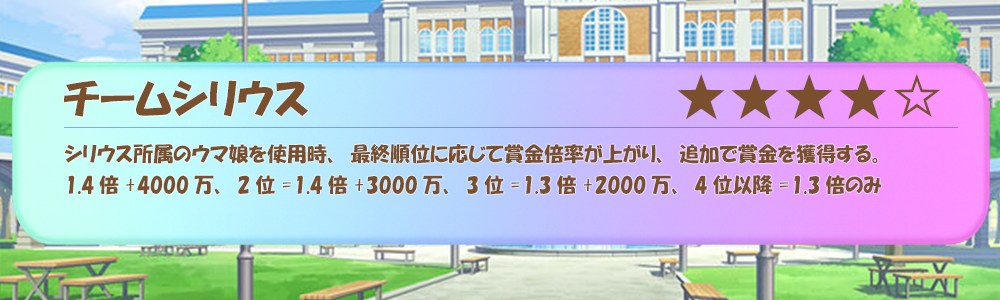 チームシリウス ★★★★☆
シリウス所属のウマ娘を使用時、最終順位に応じて賞金倍率が上がり、追加で賞金を獲得する。
1.4倍+4000万、2位=1.4倍+3000万、3位=1.3倍+2000万、4位以降=1.3倍のみ